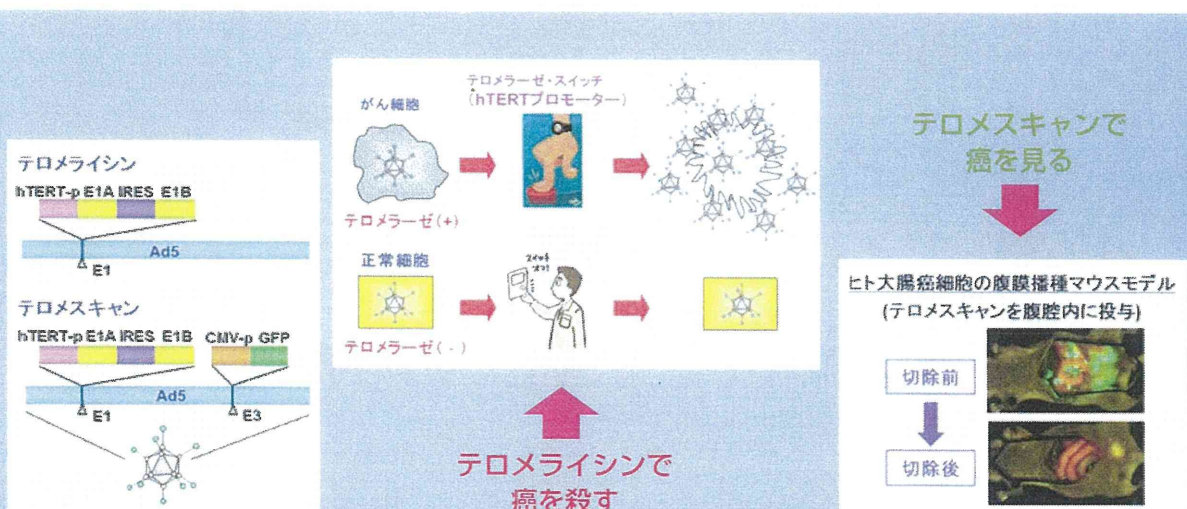 テロメライシン
hTERT-p E1A IRES E1B
Ad5
△E1
テロメスキャン
hTERT-p E1A IRES E1B CMV-p GFP
Ad5
△E1 △E3
がん細胞
テロメラーゼ・スイッチ
(hTERTプロモーター)
テロメラーゼ(+)
正常細胞
スイッチ
オフ!
テロメラーゼ(-)
テロメライシンで
癌を殺す
テロメスキャンで
癌を見る
ヒト大腸癌細胞の腹膜播種マウスモデル
(テロメスキャンを腹腔内に投与)
切除前
切除後